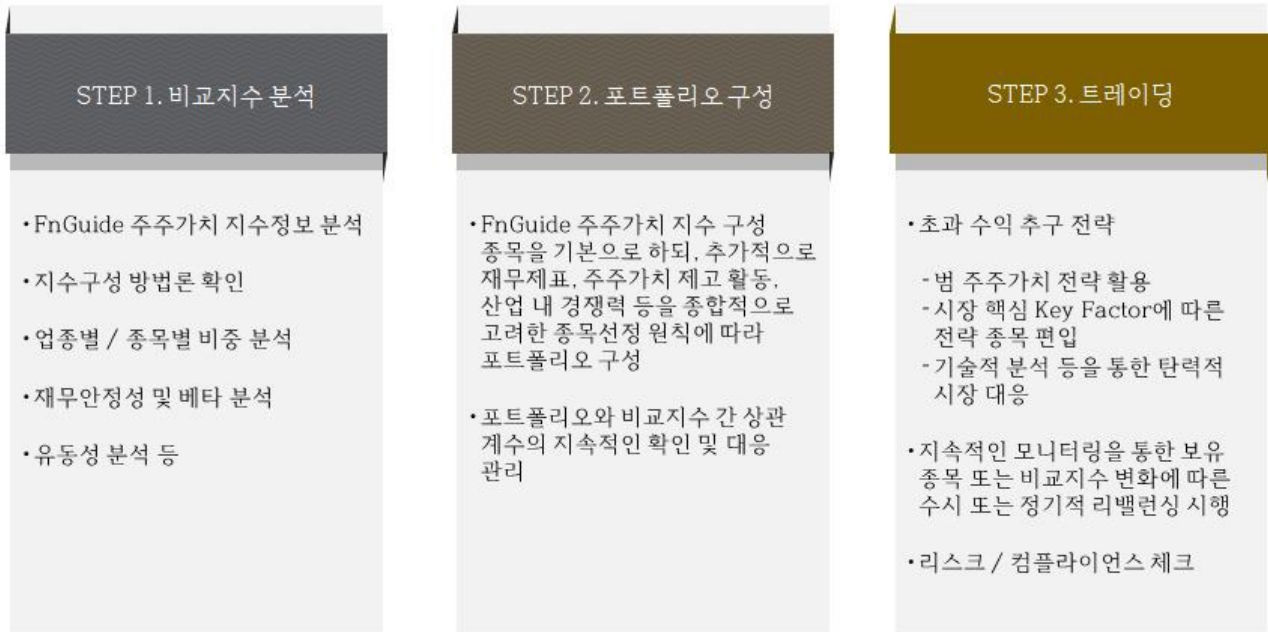 STEP 1. 비교지수 분석
•FnGuide 주주가치 지수정보 분석
•지수구성 방법론 확인
•업종별 / 종목별 비중 분석
•재무안정성 및 베타 분석
•유동성 분석 등
STEP 2. 포트폴리오 구성
•FnGuide 주주가치 지수 구성
종목을 기본으로 하되, 추가적으로
재무제표, 주주가치 제고 활동,
산업 내 경쟁력 등을 종합적으로
고려한 종목선정 원칙에 따라
포트폴리오 구성
•포트폴리오와 비교지수 간 상관
계수의 지속적인 확인 및 대응
관리
STEP 3. 트레이딩
•초과 수익 추구 전략
-범 주주가치 전략 활용
-시장 핵심 Key Factor에 따른
전략 종목 편입
-기술적 분석 등을 통한 탄력적
시장 대응
•지속적인 모니터링을 통한 보유
종목 또는 비교지수 변화에 따른
수시 또는 정기적 리밸런싱 시행
•리스크 / 컴플라이언스 체크